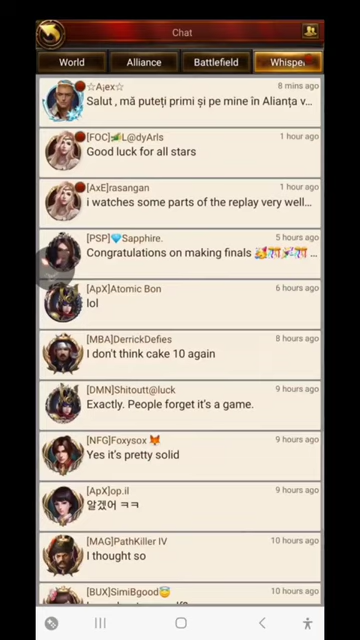 Chat
World
Alliance
Battlefield
Whisper
☆A¡ex☆
8 mins ago
Salut , mă puteți primi și pe mine în Alianța v...
[FOC]L@dyArls
1 hour ago
Good luck for all stars
[AxE]rasangan
1 hour ago
i watches some parts of the replay very well...
[PSP]💎Sapphire.
5 hours ago
Congratulations on making finals 🥳🎊🎉🎊 ...
[ApX]Atomic Bon
6 hours ago
lol
[MBA]DerrickDefies
8 hours ago
I don't think cake 10 again
[DMN]Shitoutt@luck
9 hours ago
Exactly. People forget it's a game.
[NFG]Foxysox 🦊
9 hours ago
Yes it's pretty solid
[ApX]op.il
9 hours ago
알겠어 ㅋㅋ
[MAG]PathKiller IV
10 hours ago
I thought so
[BUX]SimiBgood😇
10 hours ago